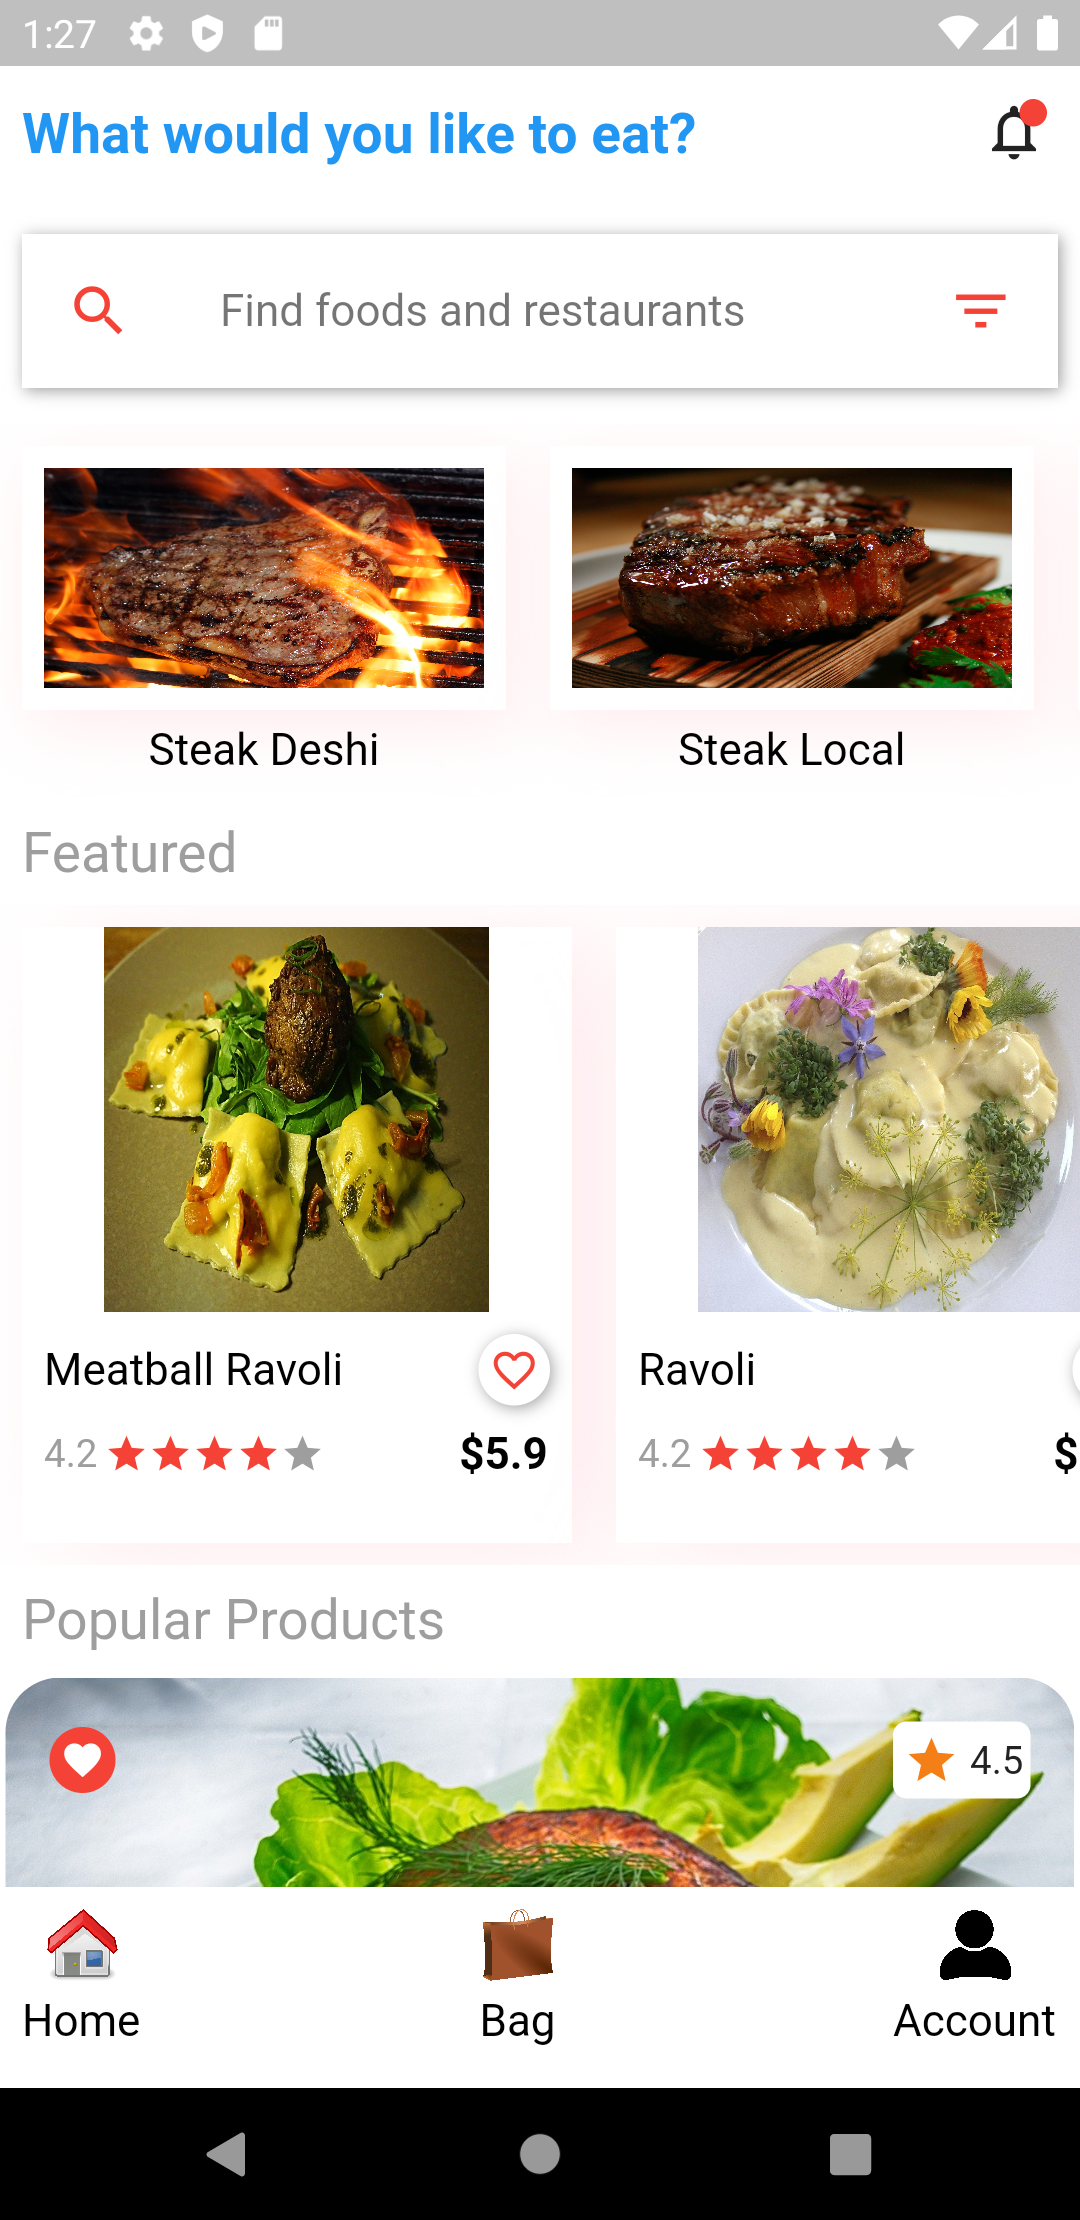 1:27
What would you like to eat?
Find foods and restaurants
Steak Deshi
Steak Local
Featured
Meatball Ravoli
Ravoli
4.2
$5.9
4.2
$
Popular Products
4.5
Home
Bag
Account